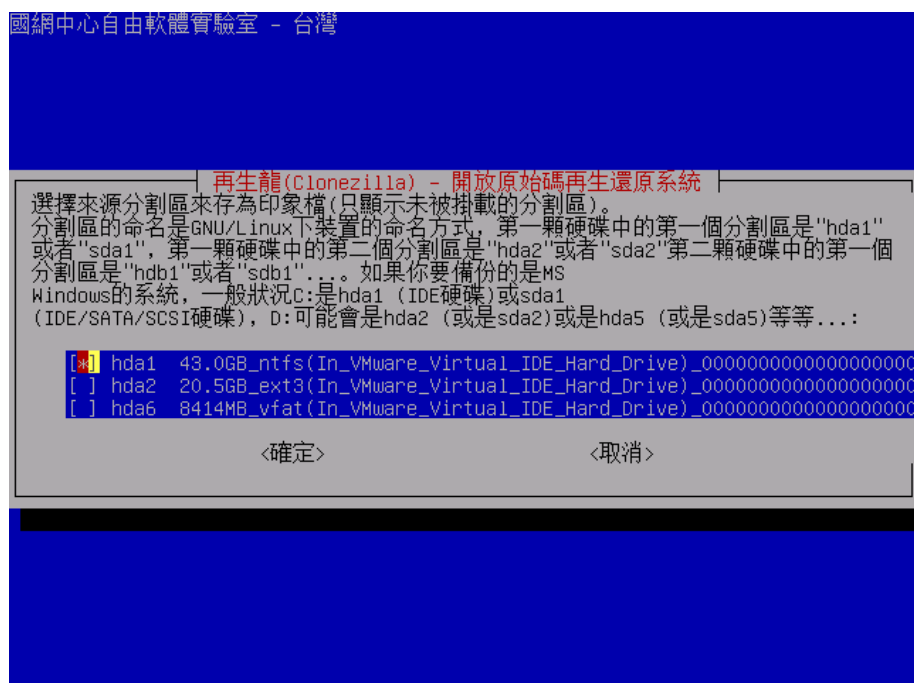 國網中心自由軟體實驗室 - 台灣
再生龍(Clonezilla) - 開放原始碼再生還原系統
選擇來源分割區來存為印象檔(只顯示未被掛載的分割區)。
分割區的命名是GNU/Linux下裝置的命名方式, 第一顆硬碟中的第一個分割區是"hda1"
或者"sda1", 第一顆硬碟中的第二個分割區是"hda2"或者"sda2"第二顆硬碟中的第一個
分割區是"hdb1"或者"sdb1"...。如果你要備份的是MS
Windows的系統, 一般狀況C:是hda1 (IDE硬碟)或sda1
(IDE/SATA/SCSI硬碟), D:可能會是hda2 (或是sda2)或是hda5 (或是sda5)等等...:
[*] hda1 43.0GB_ntfs(In_VMware_Virtual_IDE_Hard_Drive)_00000000000000000000
[ ] hda2 20.5GB_ext3(In_VMware_Virtual_IDE_Hard_Drive)_00000000000000000000
[ ] hda6 8414MB_vfat(In_VMware_Virtual_IDE_Hard_Drive)_00000000000000000000
<確定> <取消>